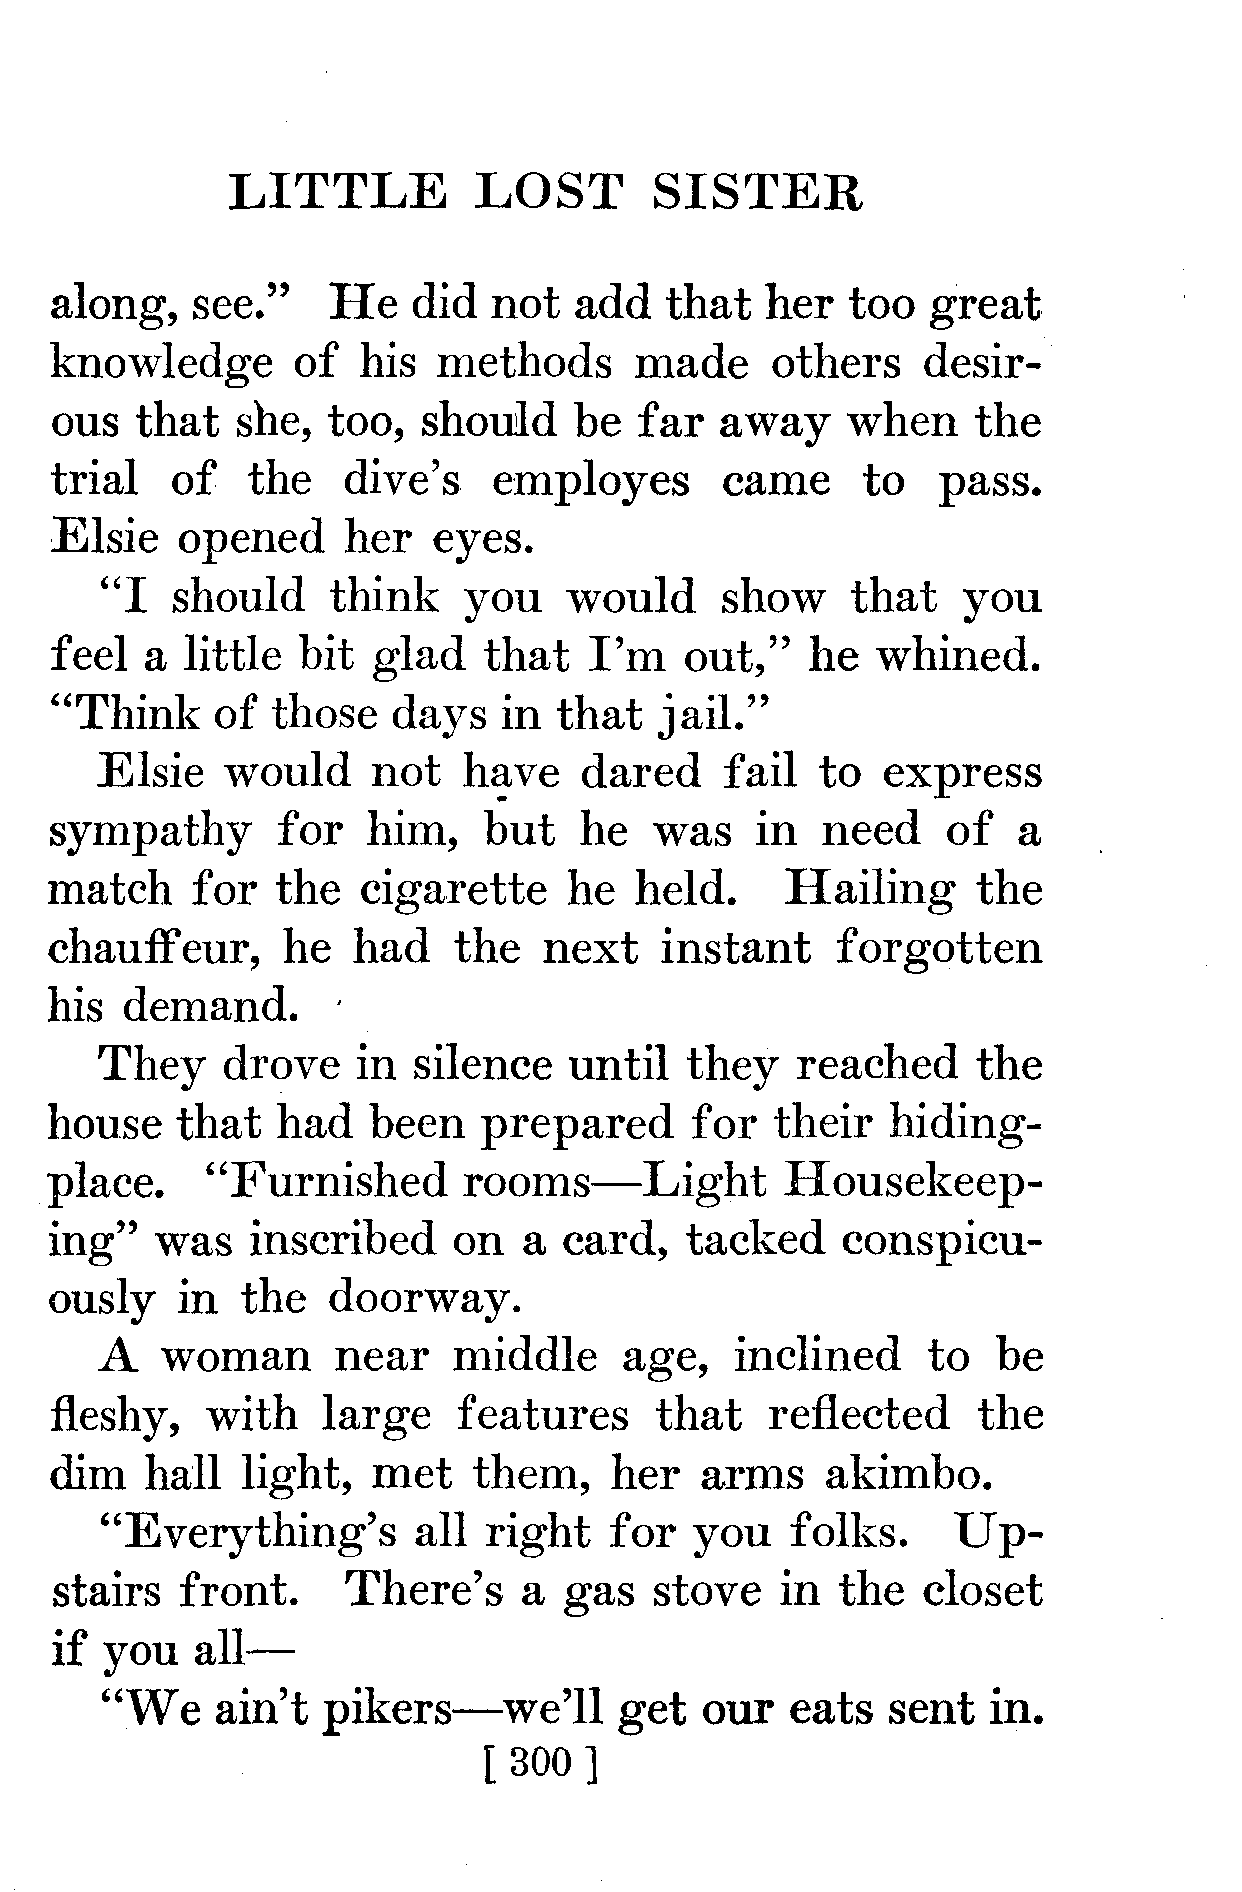 LITTLE LOST SISTER
along, see.” He did not add that her too great
knowledge of his methods made others desir-
ous that she, too, should be far away when the
trial of the dive’s employes came to pass.
Elsie opened her eyes.
“I should think you would show that you
feel a little bit glad that I’m out,” he whined.
“Think of those days in that jail.”
Elsie would not have dared fail to express
sympathy for him, but he was in need of a
match for the cigarette he held. Hailing the
chauffeur, he had the next instant forgotten
his demand.
They drove in silence until they reached the
house that had been prepared for their hiding-
place. “Furnished rooms—Light Housekeep-
ing” was inscribed on a card, tacked conspicu-
ously in the doorway.
A woman near middle age, inclined to be
fleshy, with large features that reflected the
dim hall light, met them, her arms akimbo.
“Everything’s all right for you folks. Up-
stairs front. There’s a gas stove in the closet
if you all—
“We ain’t pikers—we’ll get our eats sent in.
[ 300 ]